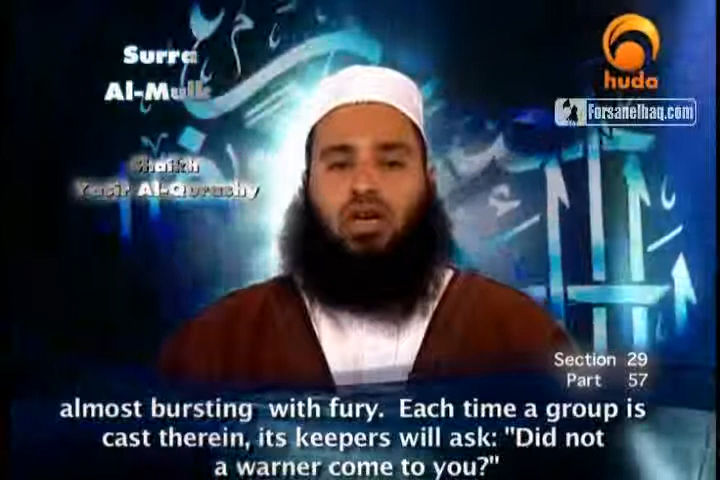 Surra
Al-Mulk
Shaikh
Yasir Al-Qurashy
huda
Forsanelhaq.com
Section 29
Part 57
almost bursting with fury. Each time a group is
cast therein, its keepers will ask: "Did not
a warner come to you?"